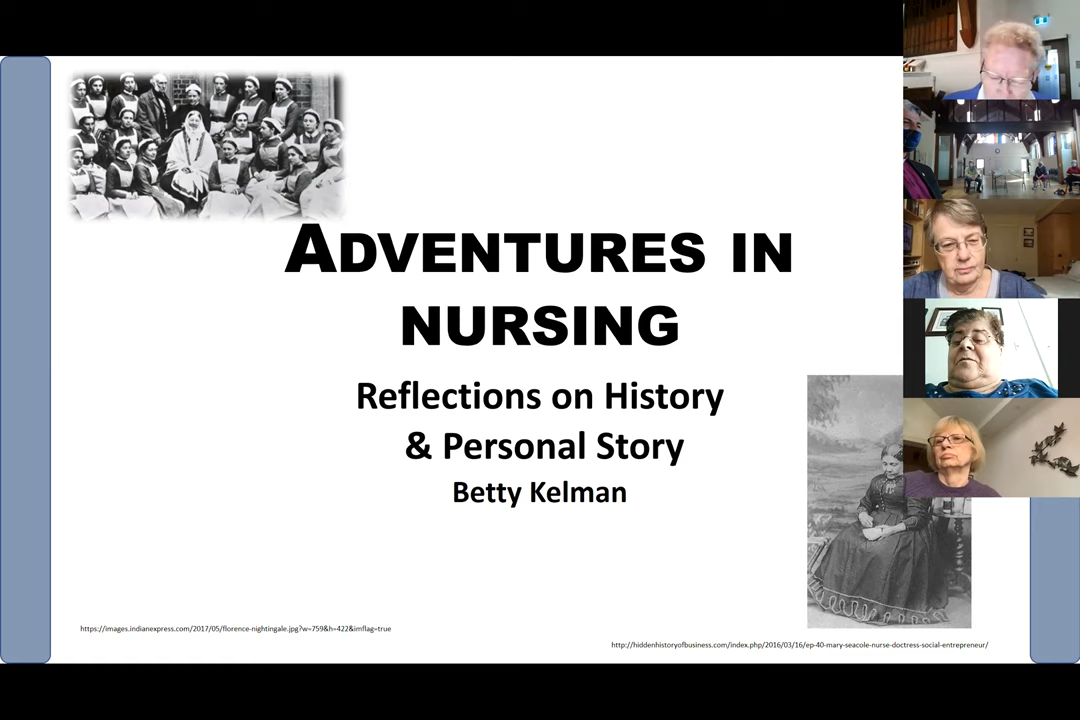 ADVENTURES IN
NURSING
Reflections on History
& Personal Story
Betty Kelman
https://images.indianexpress.com/2017/05/florence-nightingale.jpg?w=759&h=422&imflag=true
http://hiddenhistoryofbusiness.com/index.php/2016/03/16/ep-40-mary-seacole-nurse-doctress-social-entrepreneur/